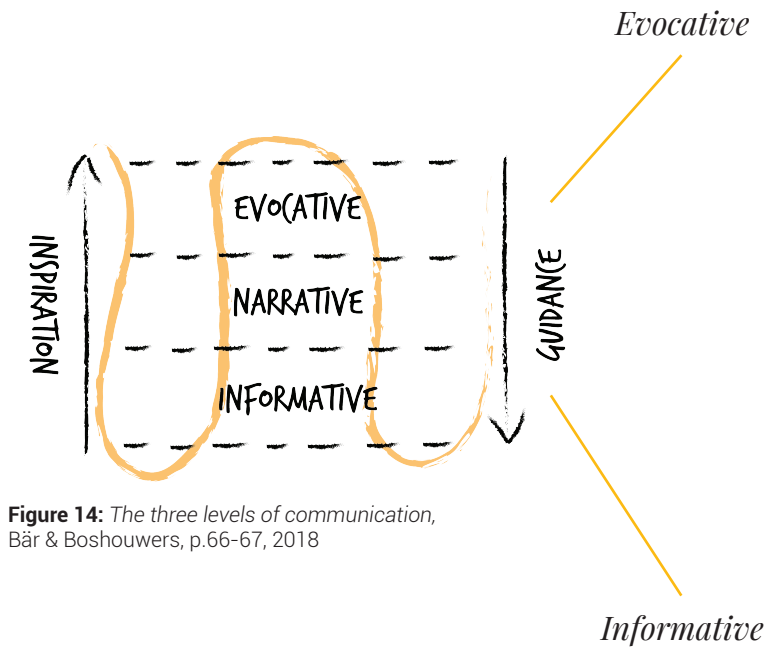 Evocative
EVOCATIVE
INSPIRATION
NARRATIVE
GUIDANCE
INFORMATIVE
Figure 14: The three levels of communication,
Bär & Boshouwers, p.66-67, 2018
Informative